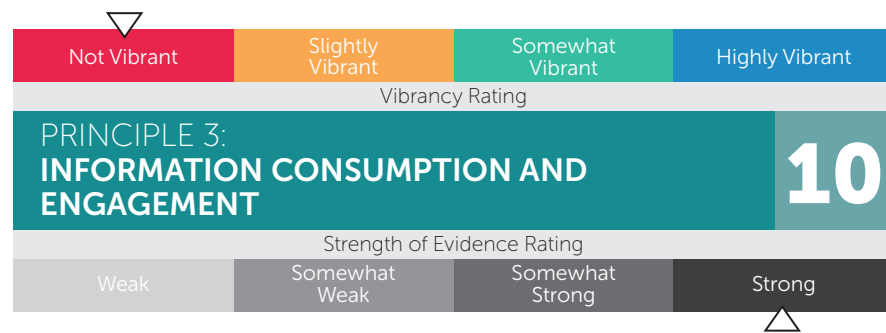 Not Vibrant
Slightly
Vibrant
Somewhat
Vibrant
Highly Vibrant
Vibrancy Rating
PRINCIPLE 3:
INFORMATION CONSUMPTION AND
ENGAGEMENT
10
Strength of Evidence Rating
Weak
Somewhat
Weak
Somewhat
Strong
Strong